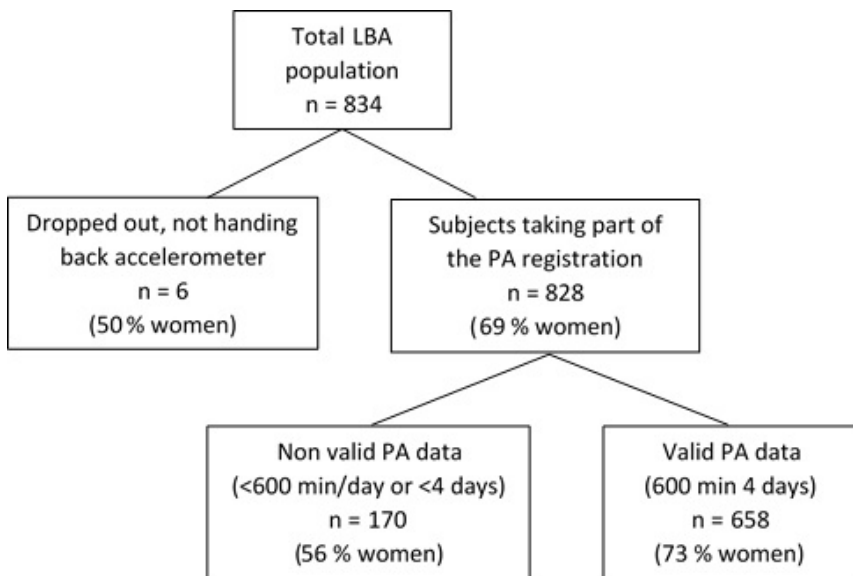 Total LBA
population
n = 834
Dropped out, not handing
back accelerometer
n = 6
(50 % women)
Subjects taking part of
the PA registration
n = 828
(69 % women)
Non valid PA data
(<600 min/day or <4 days)
n = 170
(56 % women)
Valid PA data
(600 min 4 days)
n = 658
(73 % women)